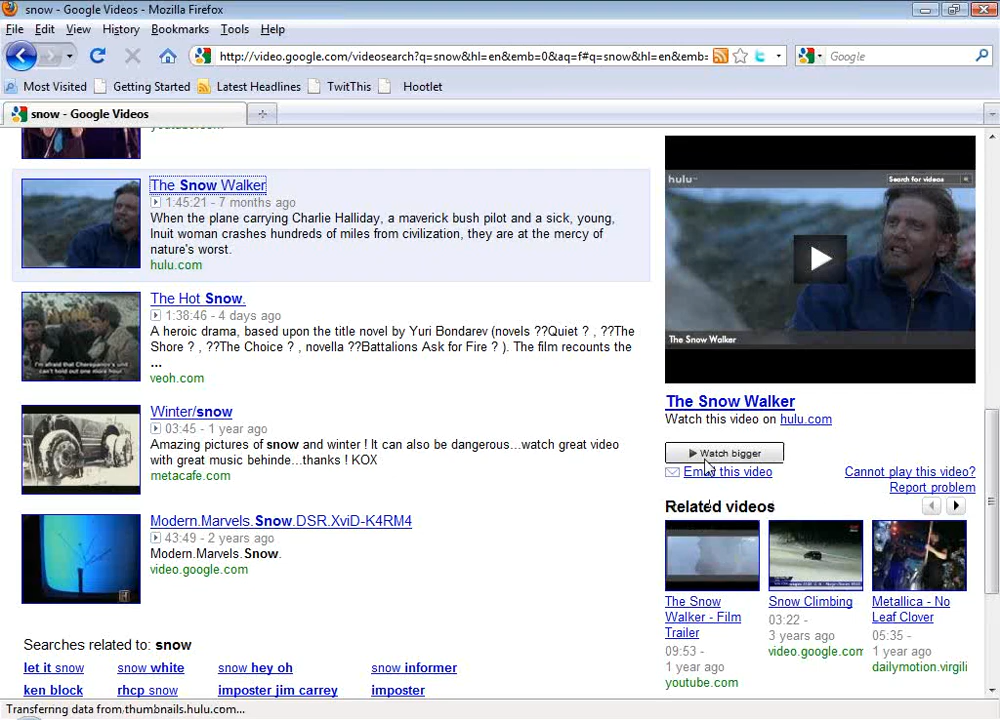 snow - Google Videos - Mozilla Firefox
File Edit View History Bookmarks Tools Help
http://video.google.com/videosearch?q=snow&hl=en&emb=0&aq=f#q=snow&hl=en&emb=
Google
Most Visited Getting Started Latest Headlines TwitThis Hootlet
snow - Google Videos
youtube.com
The Snow Walker
1:45:21 - 7 months ago
When the plane carrying Charlie Halliday, a maverick bush pilot and a sick, young,
Inuit woman crashes hundreds of miles from civilization, they are at the mercy of
nature's worst.
hulu.com
The Hot Snow.
1:38:46 - 4 days ago
A heroic drama, based upon the title novel by Yuri Bondarev (novels ??Quiet ? , ??The
Shore ? , ??The Choice ? , novella ??Battalions Ask for Fire ? ). The film recounts the
...
veoh.com
I'm afraid that Cherepanov's unit
can't hold out one more hour
Winter/snow
03:45 - 1 year ago
Amazing pictures of snow and winter ! It can also be dangerous...watch great video
with great music behinde...thanks ! KOX
metacafe.com
Modern.Marvels.Snow.DSR.XviD-K4RM4
43:49 - 2 years ago
Modern.Marvels.Snow.
video.google.com
Searches related to: snow
let it snow snow white snow hey oh snow informer
ken block rhcp snow imposter jim carrey imposter
hulu Search for videos
The Snow Walker
The Snow Walker
Watch this video on hulu.com
Watch bigger
Email this video
Cannot play this video?
Report problem
Related videos
The Snow
Walker - Film
Trailer
09:53 -
1 year ago
youtube.com
Snow Climbing
03:22 -
3 years ago
video.google.com
Metallica - No
Leaf Clover
05:35 -
1 year ago
dailymotion.virgili
Transferring data from thumbnails.hulu.com...